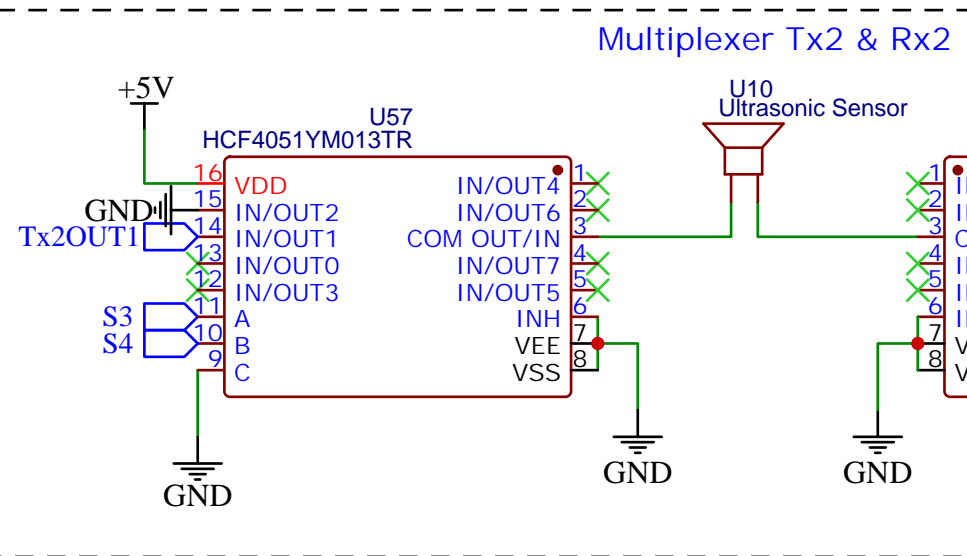 Multiplexer Tx2 & Rx2
+5V
U57
HCF4051YM013TR
U10
Ultrasonic Sensor
16 VDD
15 IN/OUT2
14 IN/OUT1
13 IN/OUT0
12 IN/OUT3
11 A
10 B
9 C
GND
Tx2OUT1
S3
S4
GND
IN/OUT4 1
IN/OUT6 2
COM OUT/IN 3
IN/OUT7 4
IN/OUT5 5
INH 6
VEE 7
VSS 8
GND
1
2
3
4
5
6
7
8
GND